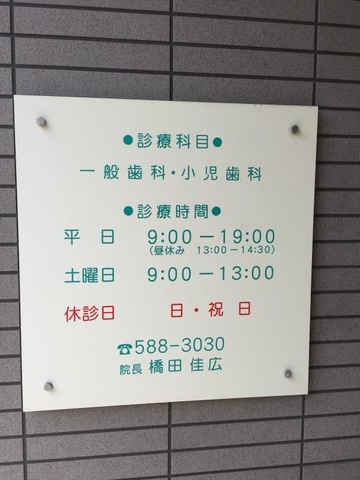 ●診療科目●
一般歯科・小児歯科
●診療時間●
平日 9:00－19:00
(昼休み 13:00－14:30)
土曜日 9:00－13:00
休診日 日・祝日
☎588-3030
院長 橋田佳広